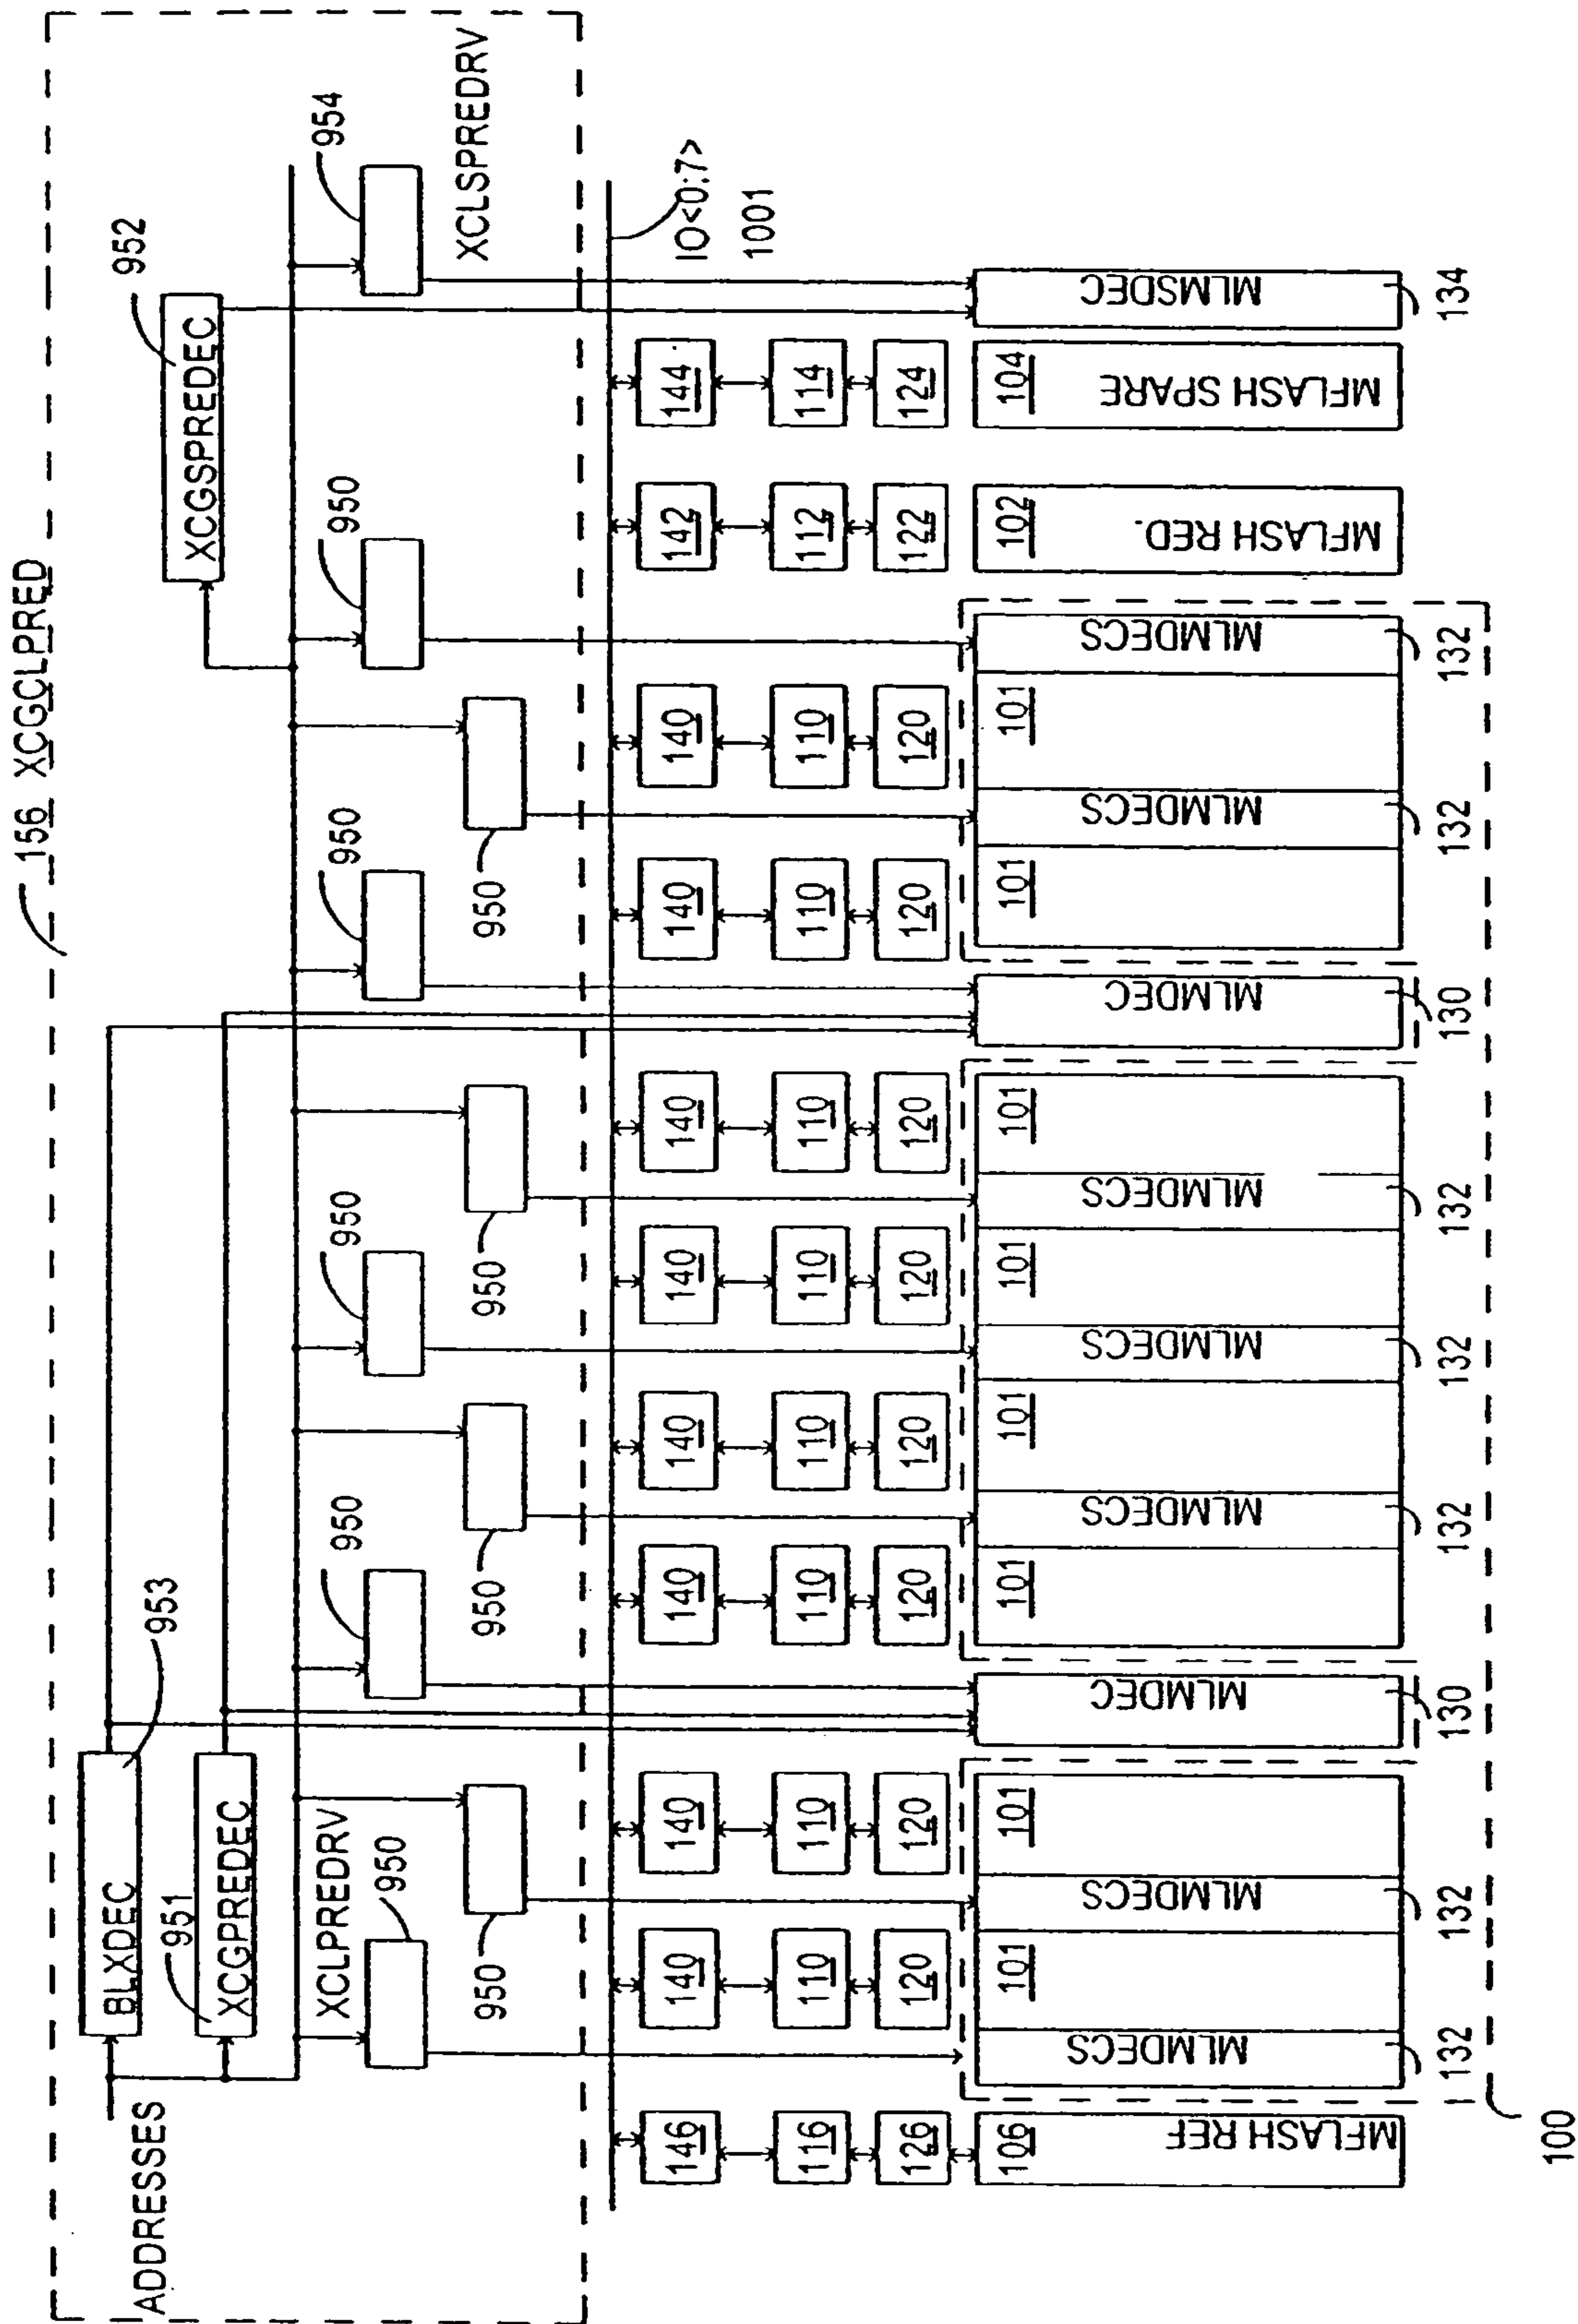 156 XCGCLPRED
BLXDEC
953
952
ADDRESSES
951
XCGPREDEC
XCGSPREDEC
XCLPREDRV
950
950
950
950
950
954
XCLSPREDRV
950
950
950
950
IO<0:7>
1001
146 140 140 140 140 140 140 140 140 142 144
116 110 110 110 110 110 110 110 110 112 114
126 120 120 120 120 120 120 120 120 122 124
106 101 101 101 101 101 101 101 101 102 104
MFLASH REF
MLMDECS
MLMDECS
MLMDEC
MLMDECS
MLMDECS
MLMDECS
MLMDEC
MLMDECS
MLMDECS
MFLASH RED.
MFLASH SPARE
MLMSDEC
132 132 130 132 132 132 130 132 132 134
100